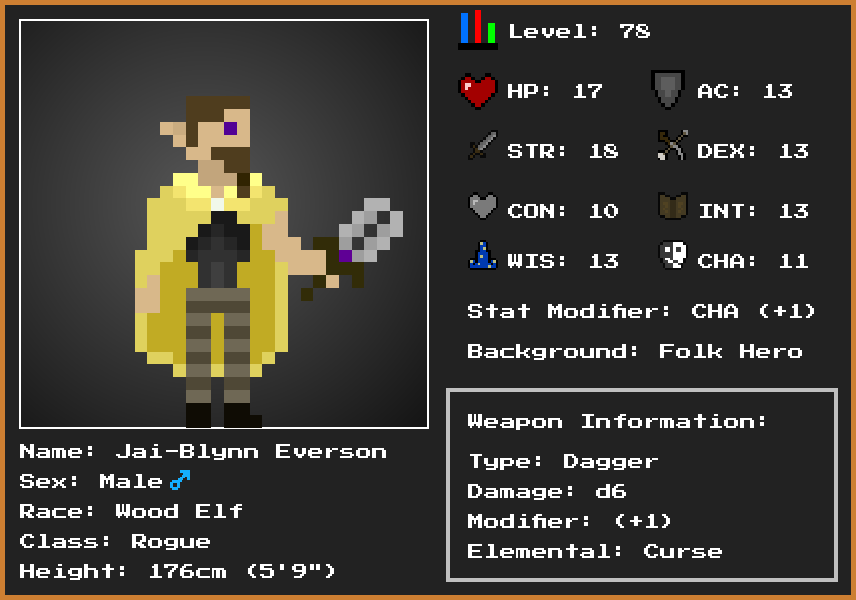 Level: 78
HP: 17 AC: 13
STR: 18 DEX: 13
CON: 10 INT: 13
WIS: 13 CHA: 11
Stat Modifier: CHA (+1)
Background: Folk Hero
Weapon Information:
Type: Dagger
Damage: d6
Modifier: (+1)
Elemental: Curse
Name: Jai-Blynn Everson
Sex: Male ♂
Race: Wood Elf
Class: Rogue
Height: 176cm (5'9")